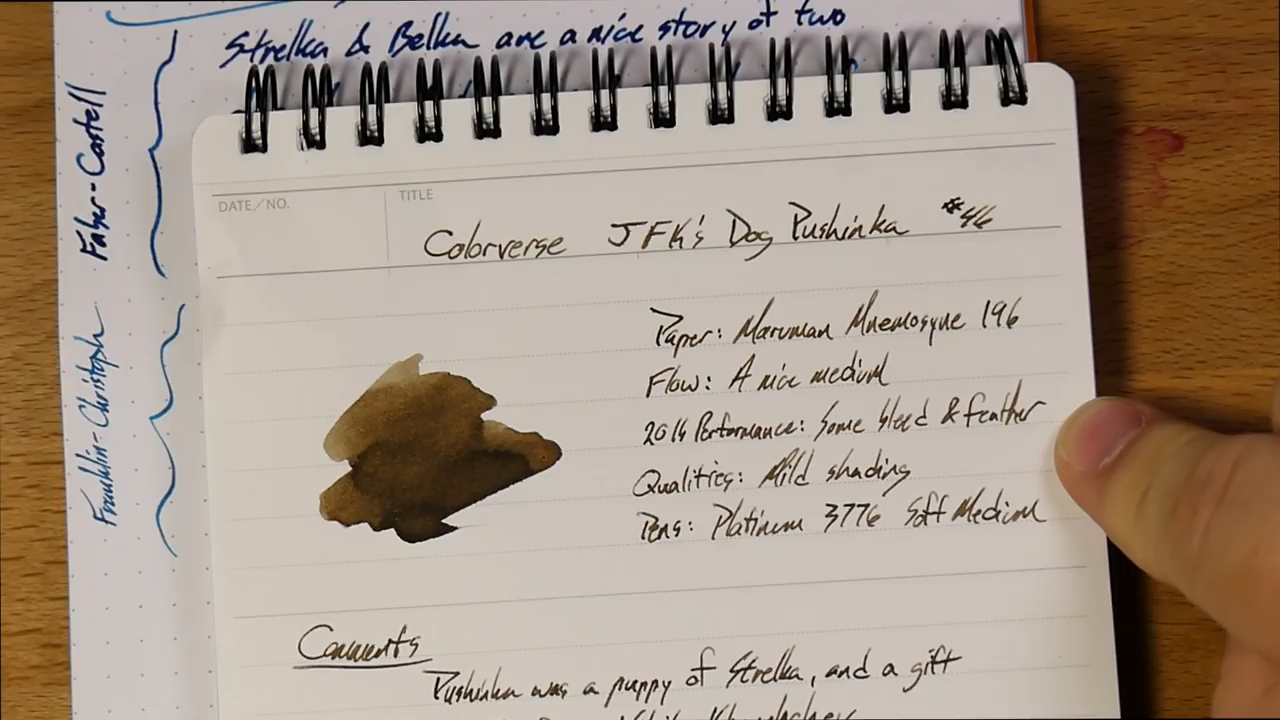 Strelka & Belka are a nice story of two
Faber-Castell
Franklin-Christoph
DATE/NO.
TITLE
Colorverse JFK's Dog Pushinka #46
Paper: Maruman Mnemosyne 196
Flow: A nice medium
20lb Performance: Some bleed & feather
Qualities: Mild shading
Pens: Platinum 3776 Soft Medium
Comments
Pushinka was a puppy of Strelka, and a gift